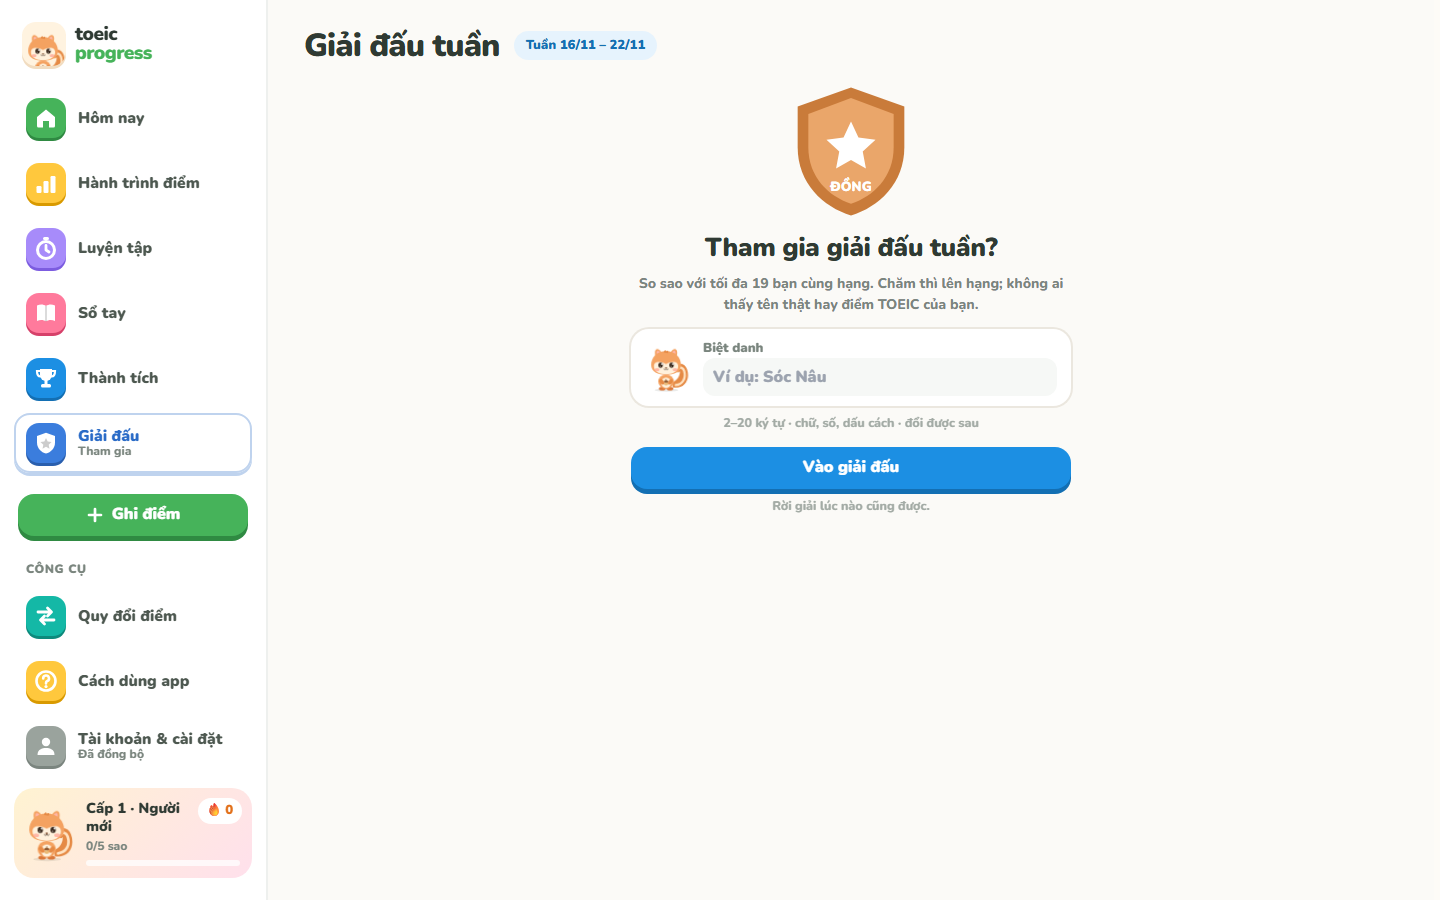 toeic
progress
Hôm nay
Hành trình điểm
Luyện tập
Sổ tay
Thành tích
Giải đấu
Tham gia
Ghi điểm
CÔNG CỤ
Quy đổi điểm
Cách dùng app
Tài khoản & cài đặt
Đã đồng bộ
Cấp 1 · Người
mới
0
0/5 sao
Giải đấu tuần
Tuần 16/11 – 22/11
ĐỒNG
Tham gia giải đấu tuần?
So sao với tối đa 19 bạn cùng hạng. Chăm thì lên hạng; không ai
thấy tên thật hay điểm TOEIC của bạn.
Biệt danh
Ví dụ: Sóc Nâu
2–20 ký tự · chữ, số, dấu cách · đổi được sau
Vào giải đấu
Rời giải lúc nào cũng được.